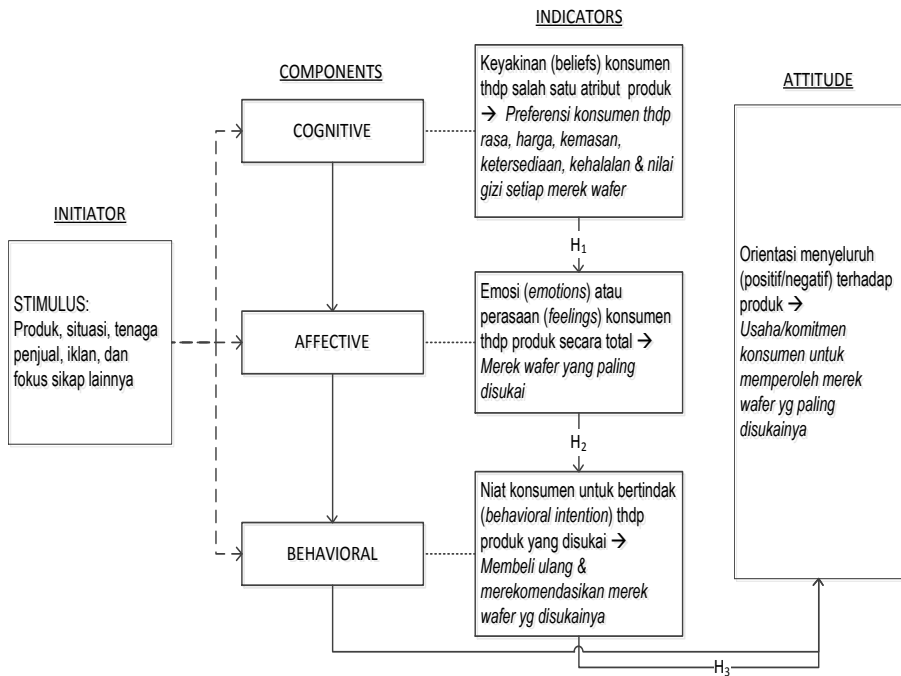 INITIATOR
STIMULUS:
Produk, situasi, tenaga
penjual, iklan, dan
fokus sikap lainnya
COMPONENTS
COGNITIVE
AFFECTIVE
BEHAVIORAL
INDICATORS
Keyakinan (beliefs) konsumen
thdp salah satu atribut produk
→ Preferensi konsumen thdp
rasa, harga, kemasan,
ketersediaan, kehalalan & nilai
gizi setiap merek wafer
H₁
Emosi (emotions) atau
perasaan (feelings) konsumen
thdp produk secara total →
Merek wafer yang paling
disukai
H₂
Niat konsumen untuk bertindak
(behavioral intention) thdp
produk yang disukai →
Membeli ulang &
merekomendasikan merek
wafer yg disukainya
H₃
ATTITUDE
Orientasi menyeluruh
(positif/negatif) terhadap
produk →
Usaha/komitmen
konsumen untuk
memperoleh merek
wafer yg paling
disukainya